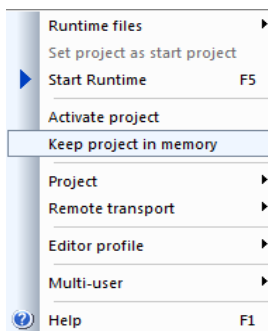 Runtime files
Set project as start project
Start Runtime F5
Activate project
Keep project in memory
Project
Remote transport
Editor profile
Multi-user
Help F1